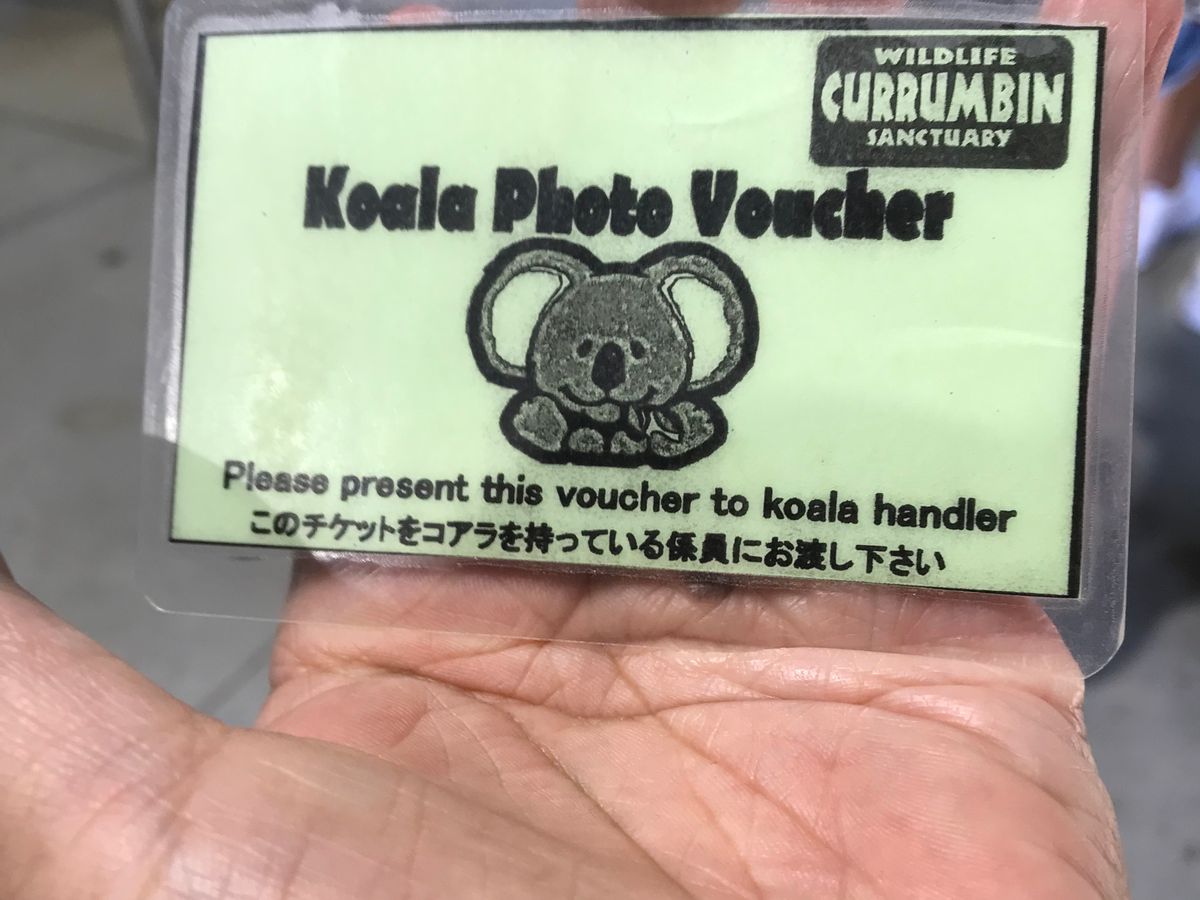 WILDLIFE
CURRUMBIN
SANCTUARY
Koala Photo Voucher
Please present this voucher to koala handler
このチケットをコアラを持っている係員にお渡し下さい